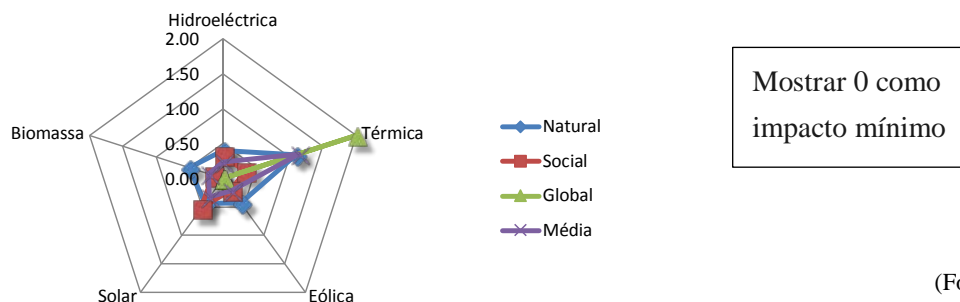 Hidroeléctrica
2.00
1.50
1.00
0.50
0.00
Biomassa
Térmica
Solar
Eólica
Natural
Social
Global
Média
Mostrar 0 como
impacto mínimo
(Fo